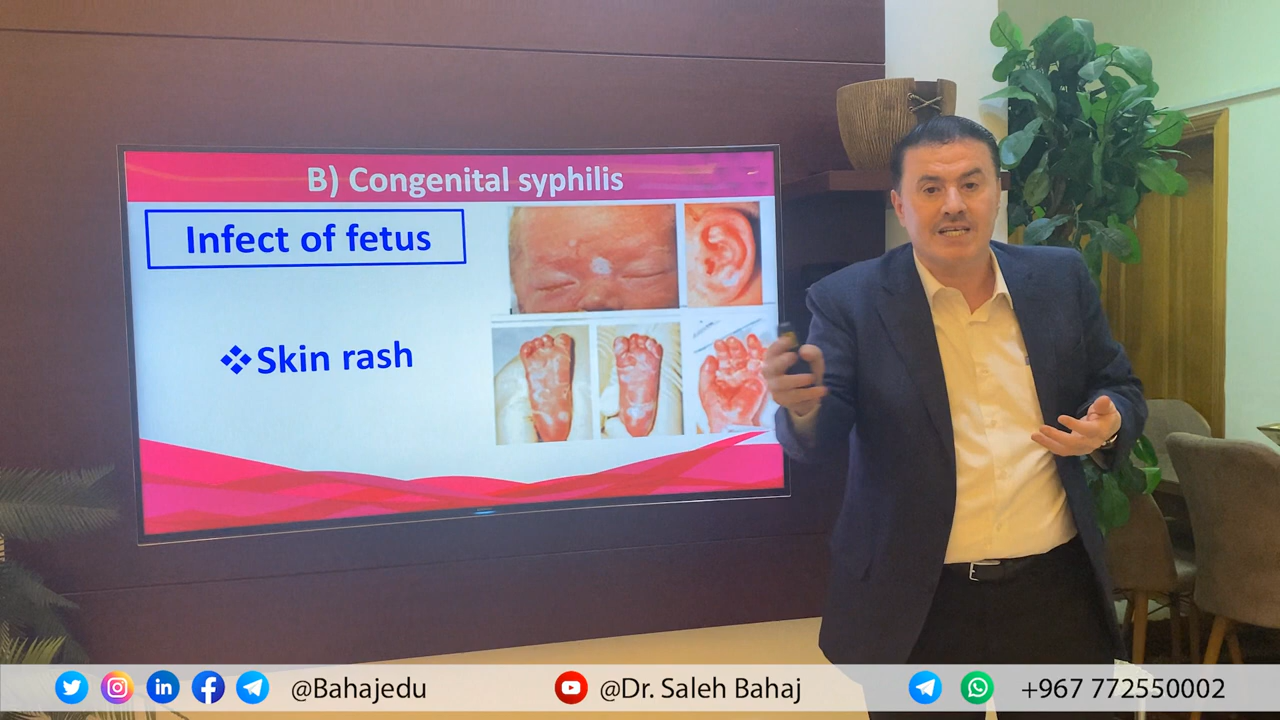 B) Congenital syphilis
Infect of fetus
❖Skin rash
@Bahajedu
@Dr. Saleh Bahaj
+967 772550002